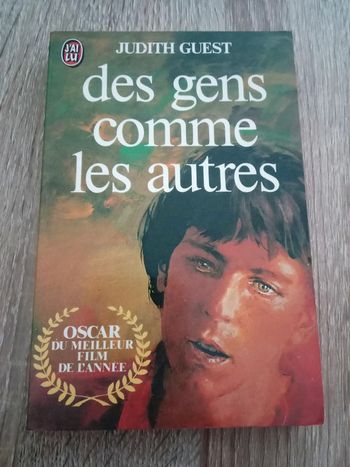 J'AI
LU
JUDITH GUEST
des gens
comme
les autres
OSCAR
DU MEILLEUR
FILM
DE L'ANNÉE